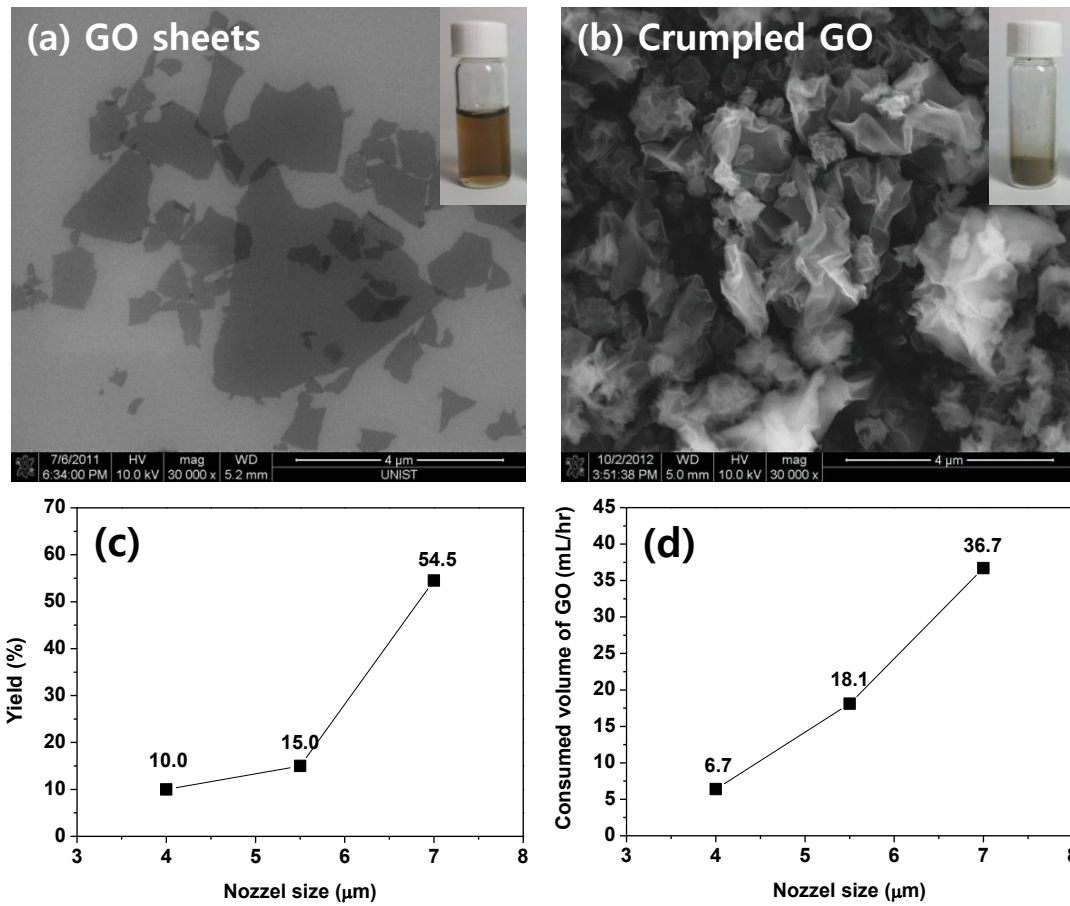 (a) GO sheets
7/6/2011 HV mag WD 4 µm
6:34:00 PM 10.0 kV 30 000 x 5.2 mm UNIST
(b) Crumpled GO
10/2/2012 WD HV mag 4 µm
3:51:38 PM 5.0 mm 10.0 kV 30 000 x
(c)
Yield (%)
70
60
50
40
30
20
10
0
10.0
15.0
54.5
3 4 5 6 7 8
Nozzel size (µm)
(d)
Consumed volume of GO (mL/hr)
45
40
35
30
25
20
15
10
5
0
6.7
18.1
36.7
3 4 5 6 7 8
Nozzel size (µm)